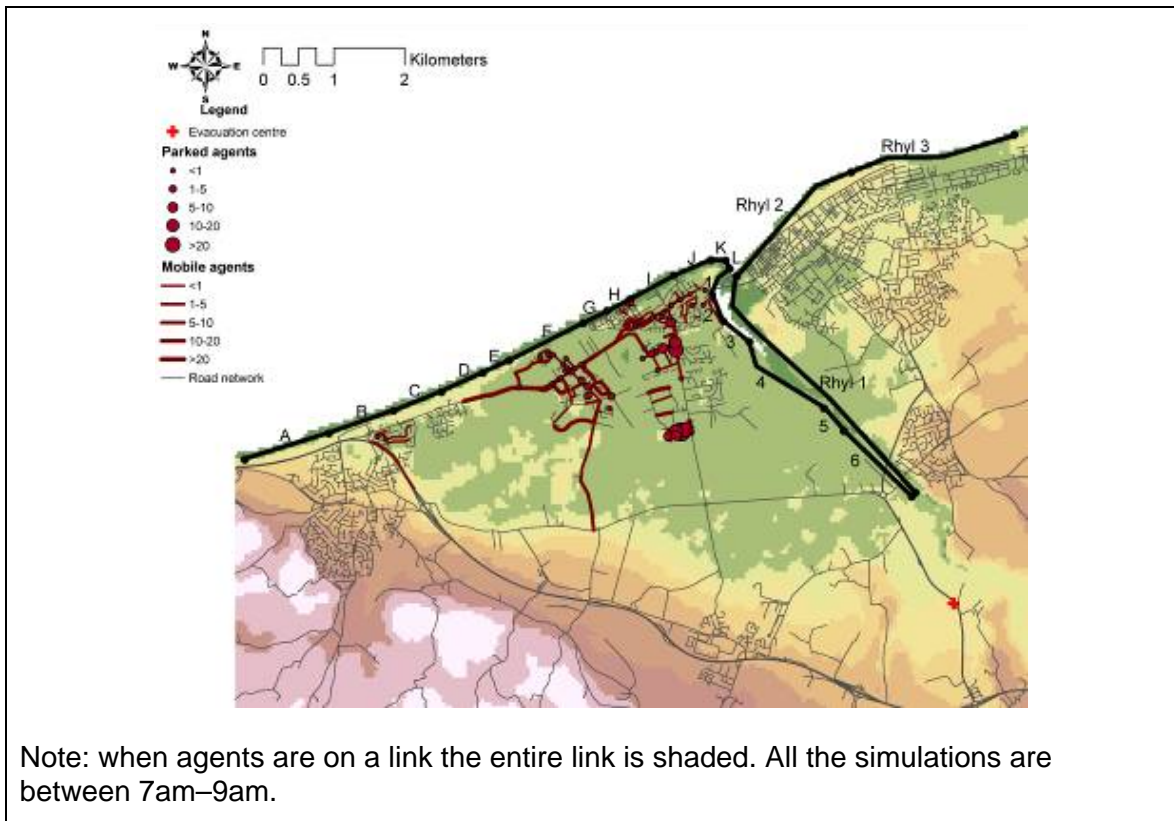 N
W E
S
Kilometers
0 0.5 1 2
Legend
Evacuation centre
Parked agents
<1
1-5
5-10
10-20
>20
Mobile agents
<1
1-5
5-10
10-20
>20
Road network
Rhyl 3
Rhyl 2
K
L
J
I
H
G
F
E
D
C
B
A
1
2
3
4
Rhyl 1
5
6
Note: when agents are on a link the entire link is shaded. All the simulations are
between 7am–9am.